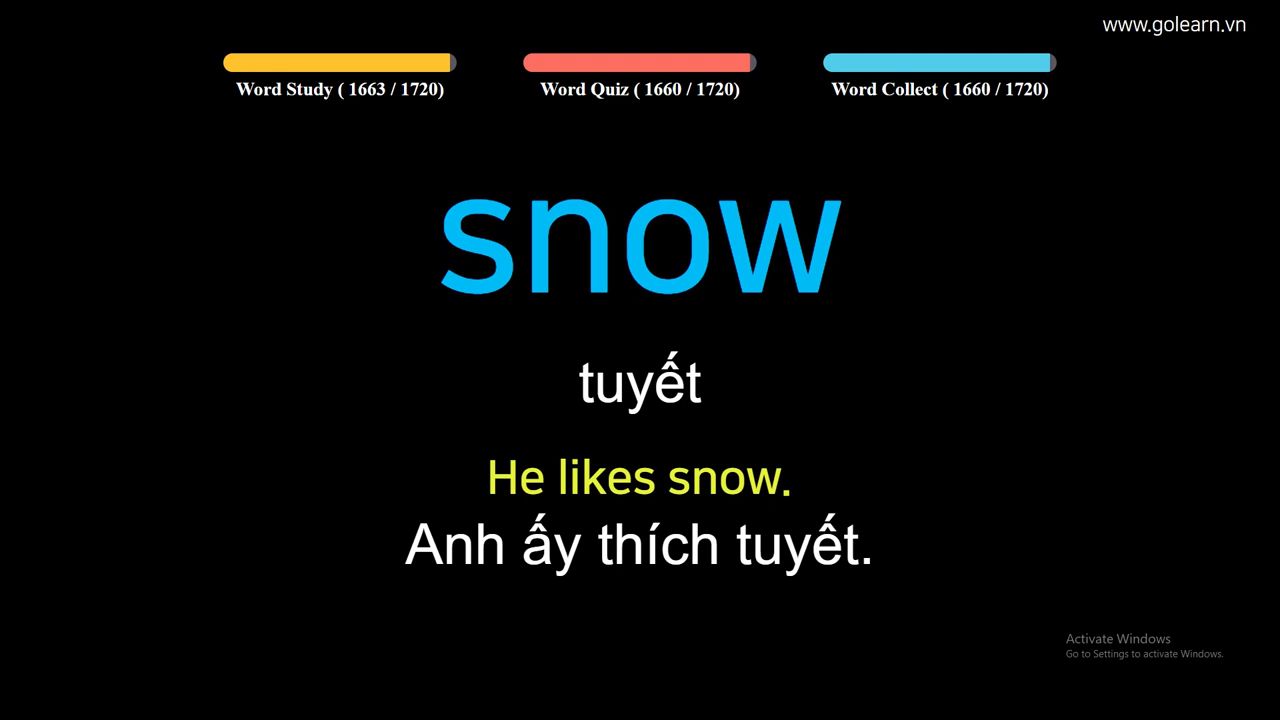 www.golearn.vn
Word Study ( 1663 / 1720)
Word Quiz ( 1660 / 1720)
Word Collect ( 1660 / 1720)
snow
tuyết
He likes snow.
Anh ấy thích tuyết.
Activate Windows
Go to Settings to activate Windows.